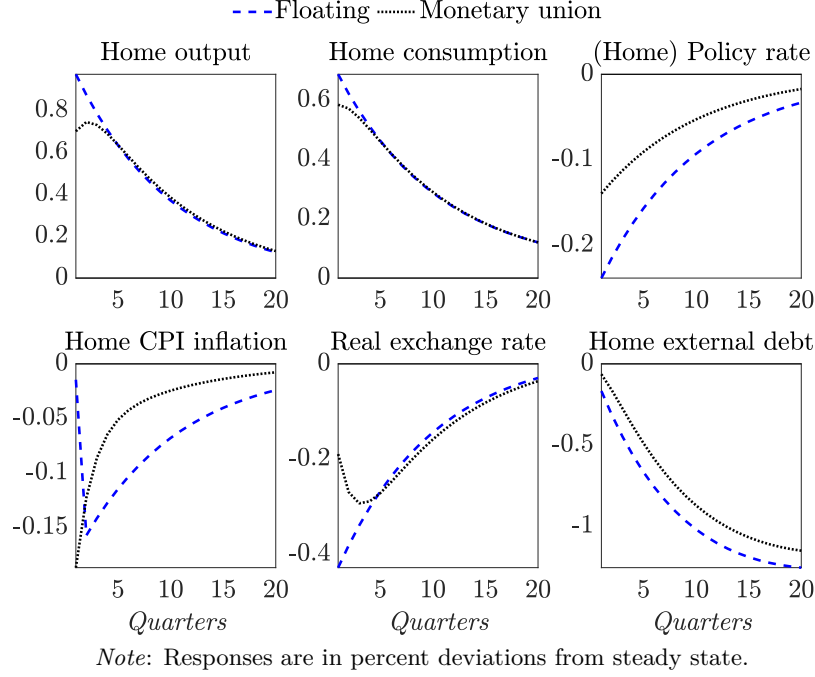 Floating Monetary union
Home output Home consumption (Home) Policy rate
0.8
0.6
0.4
0.2
0
5 10 15 20
0.6
0.4
0.2
0
5 10 15 20
0
-0.1
-0.2
5 10 15 20
Home CPI inflation Real exchange rate Home external debt
0
-0.05
-0.1
-0.15
5 10 15 20
Quarters
0
-0.2
-0.4
5 10 15 20
Quarters
0
-0.5
-1
5 10 15 20
Quarters
Note: Responses are in percent deviations from steady state.